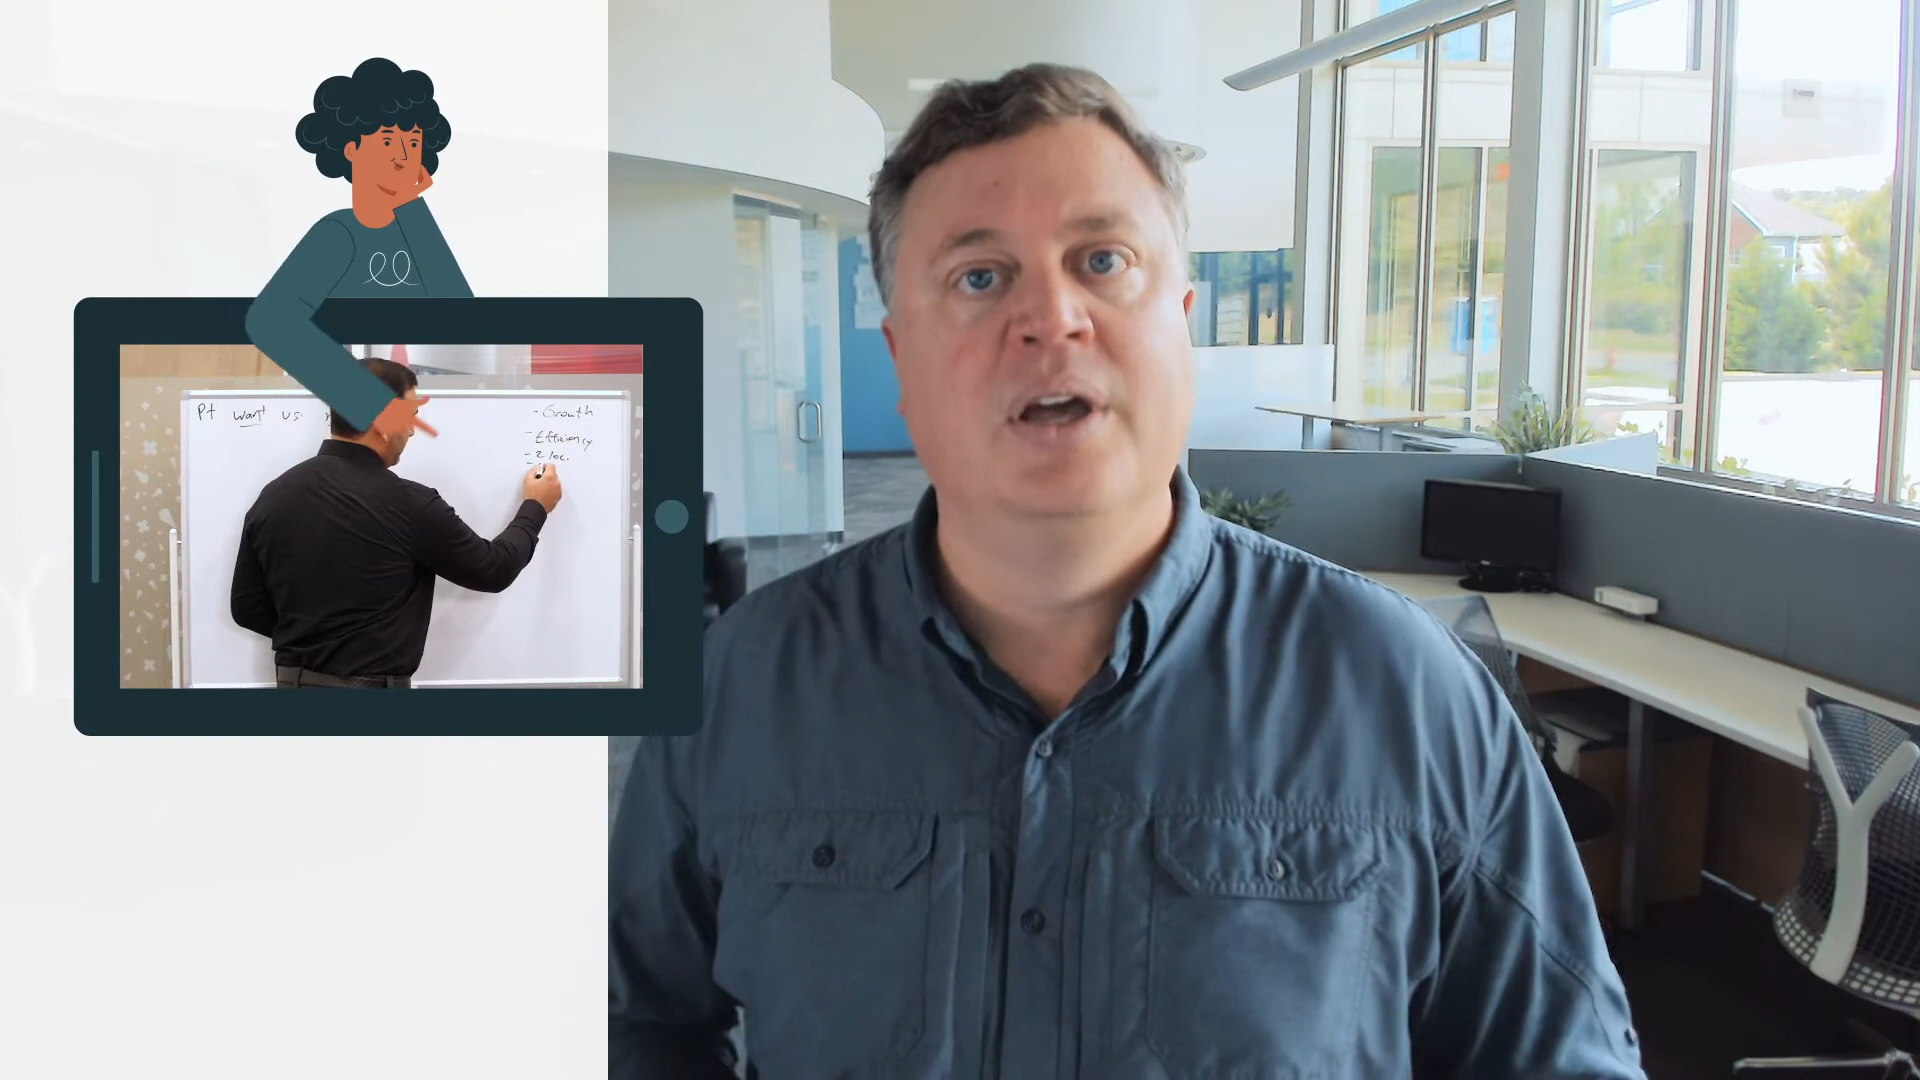 Pt want us
- Growth
- Efficiency
- 2 loc.